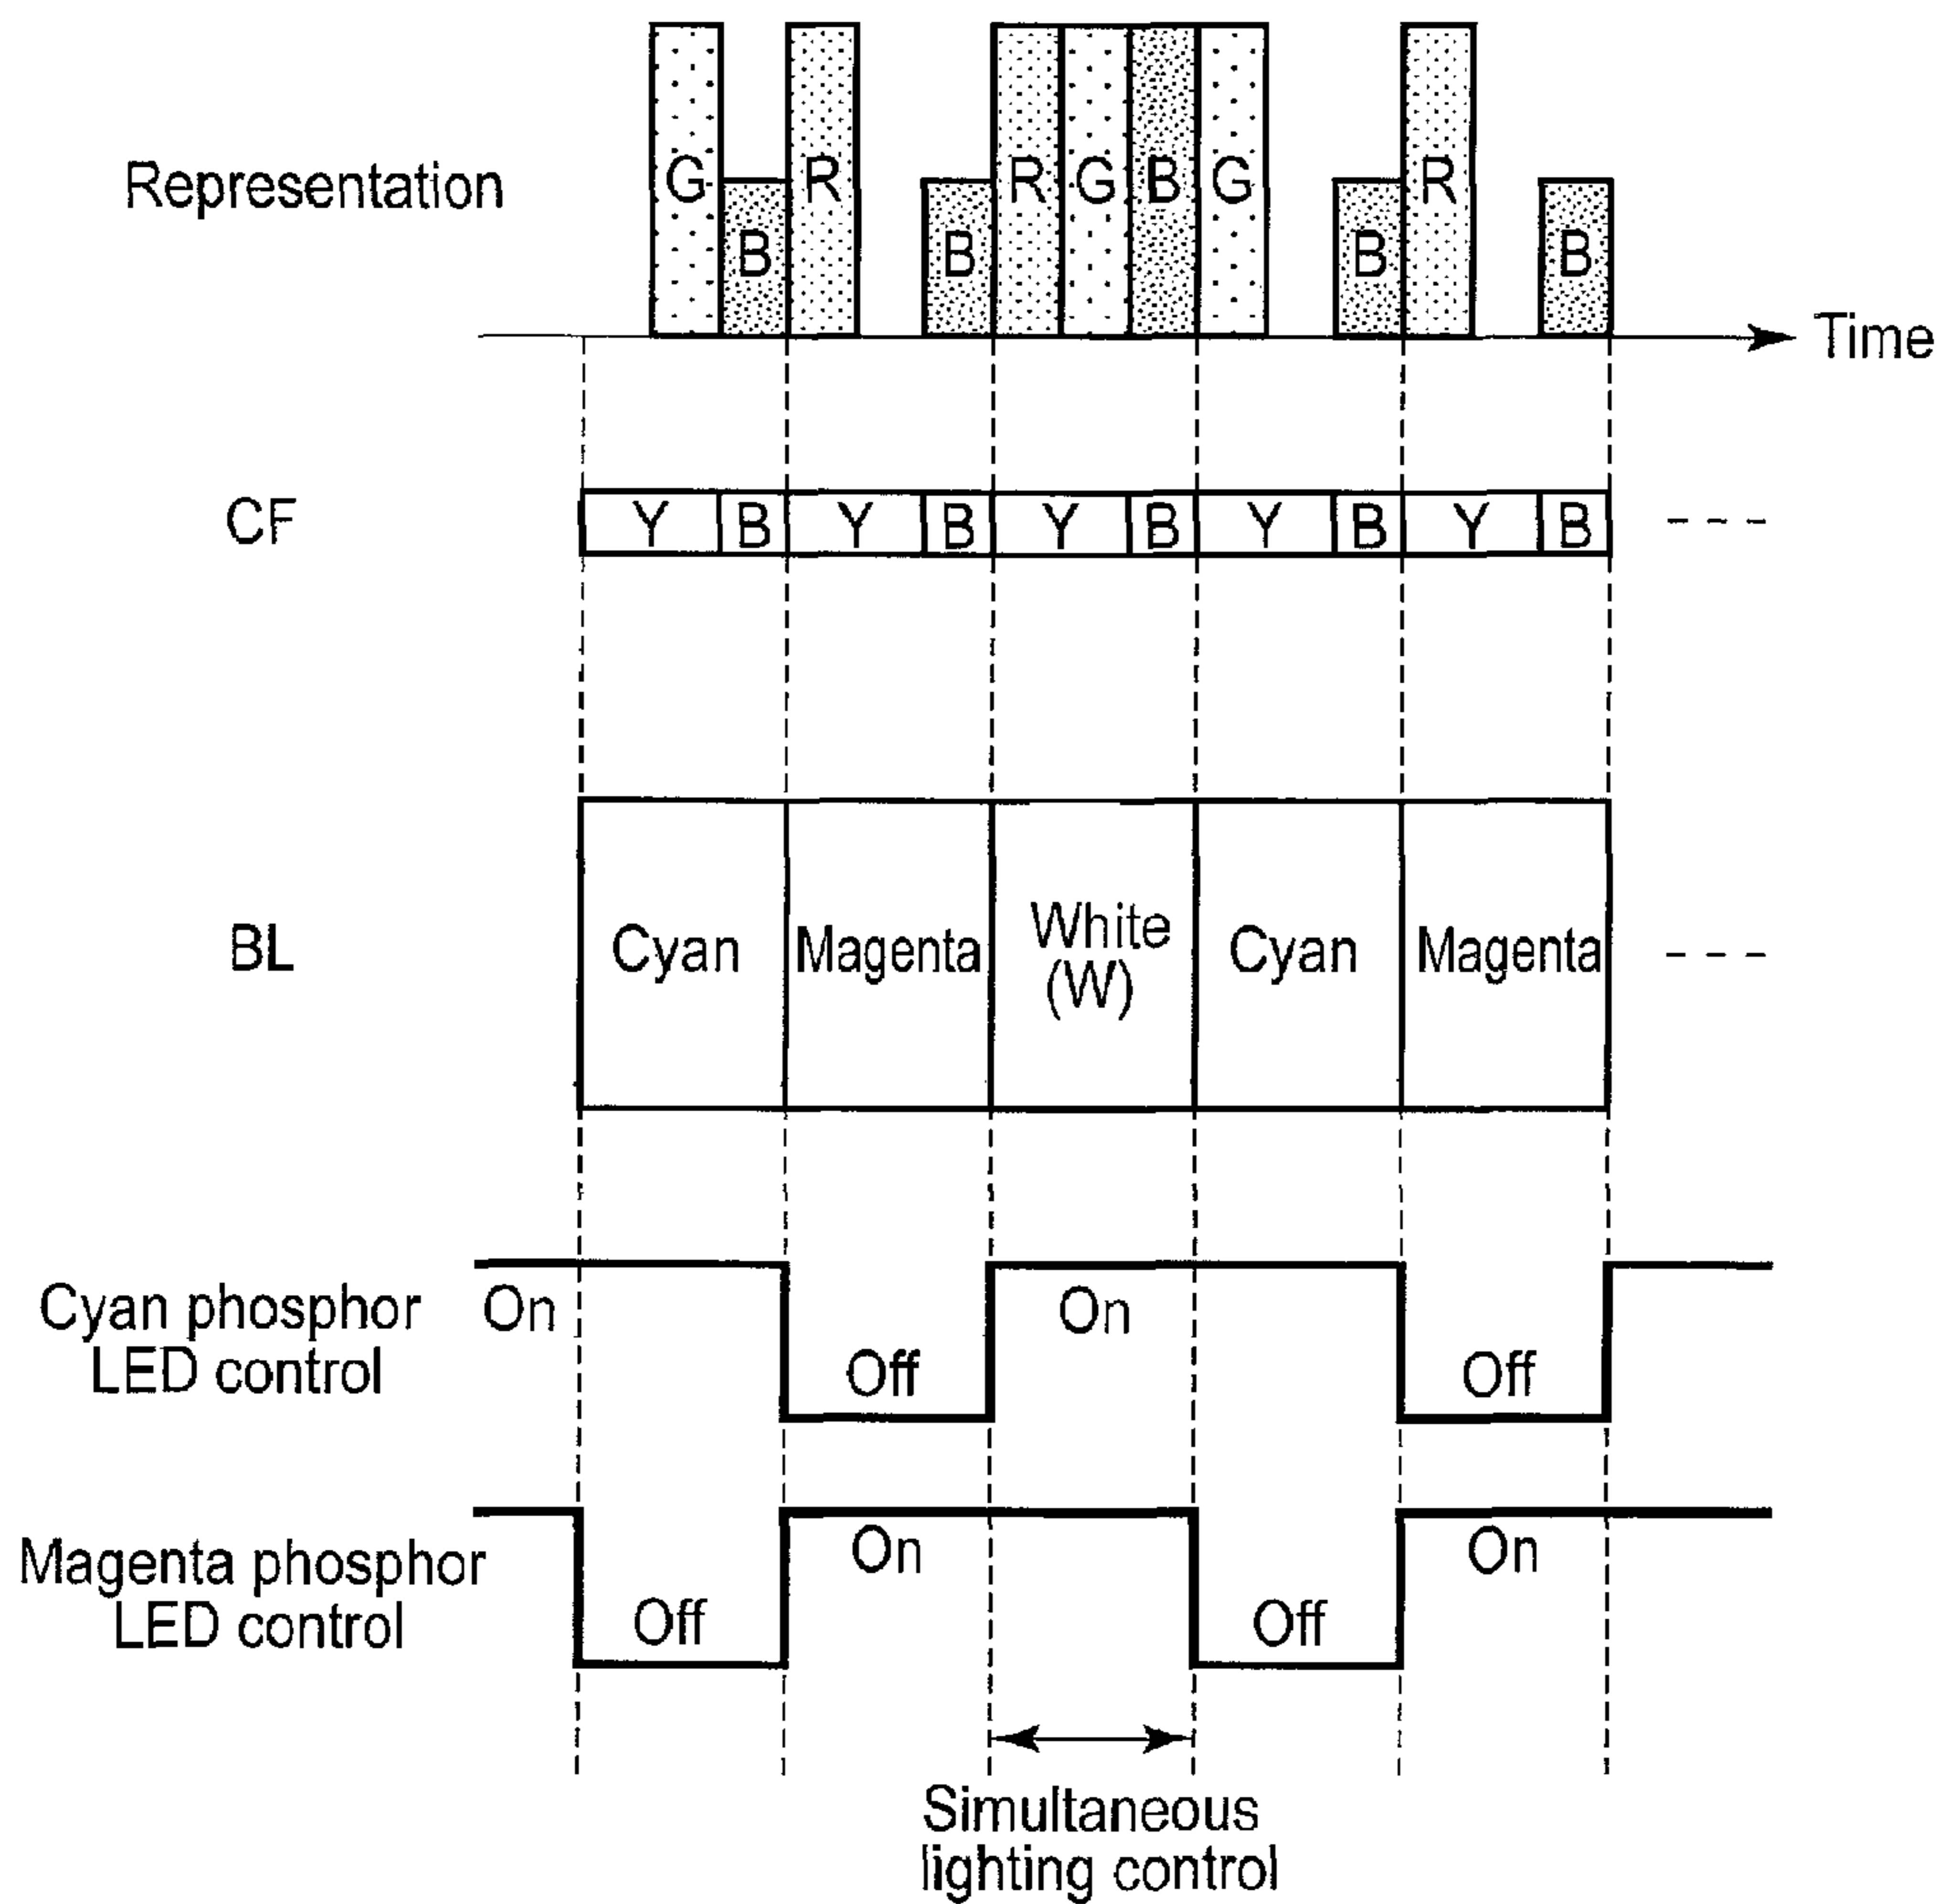 Representation
G B R B R G B G B R B
Time
CF
Y B Y B Y B Y B Y B
BL
Cyan Magenta White (W) Cyan Magenta
Cyan phosphor
LED control
On Off On Off
Magenta phosphor
LED control
Off On Off On
Simultaneous
lighting control